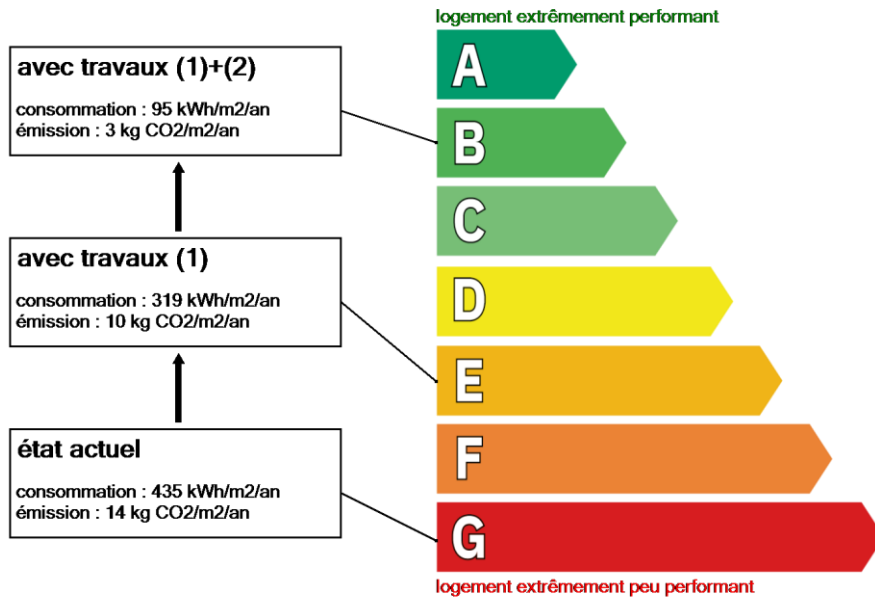 logement extrêmement performant
avec travaux (1)+(2)
consommation : 95 kWh/m2/an
émission : 3 kg CO2/m2/an
avec travaux (1)
consommation : 319 kWh/m2/an
émission : 10 kg CO2/m2/an
état actuel
consommation : 435 kWh/m2/an
émission : 14 kg CO2/m2/an
A
B
C
D
E
F
G
logement extrêmement peu performant